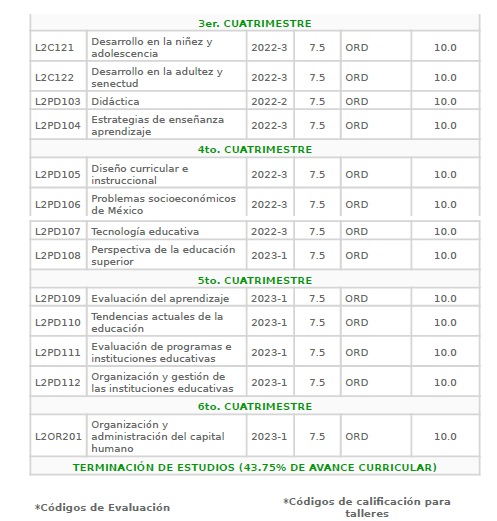 3er. CUATRIMESTRE
L2C121 Desarrollo en la niñez y adolescencia 2022-3 7.5 ORD 10.0
L2C122 Desarrollo en la adultez y senectud 2022-3 7.5 ORD 10.0
L2PD103 Didáctica 2022-2 7.5 ORD 10.0
L2PD104 Estrategias de enseñanza aprendizaje 2022-3 7.5 ORD 10.0
4to. CUATRIMESTRE
L2PD105 Diseño curricular e instruccional 2022-3 7.5 ORD 10.0
L2PD106 Problemas socioeconómicos de México 2022-3 7.5 ORD 10.0
L2PD107 Tecnología educativa 2022-3 7.5 ORD 10.0
L2PD108 Perspectiva de la educación superior 2023-1 7.5 ORD 10.0
5to. CUATRIMESTRE
L2PD109 Evaluación del aprendizaje 2023-1 7.5 ORD 10.0
L2PD110 Tendencias actuales de la educación 2023-1 7.5 ORD 10.0
L2PD111 Evaluación de programas e instituciones educativas 2023-1 7.5 ORD 10.0
L2PD112 Organización y gestión de las instituciones educativas 2023-1 7.5 ORD 10.0
6to. CUATRIMESTRE
L2OR201 Organización y administración del capital humano 2023-1 7.5 ORD 10.0
TERMINACIÓN DE ESTUDIOS (43.75% DE AVANCE CURRICULAR)
*Códigos de Evaluación
*Códigos de calificación para
talleres